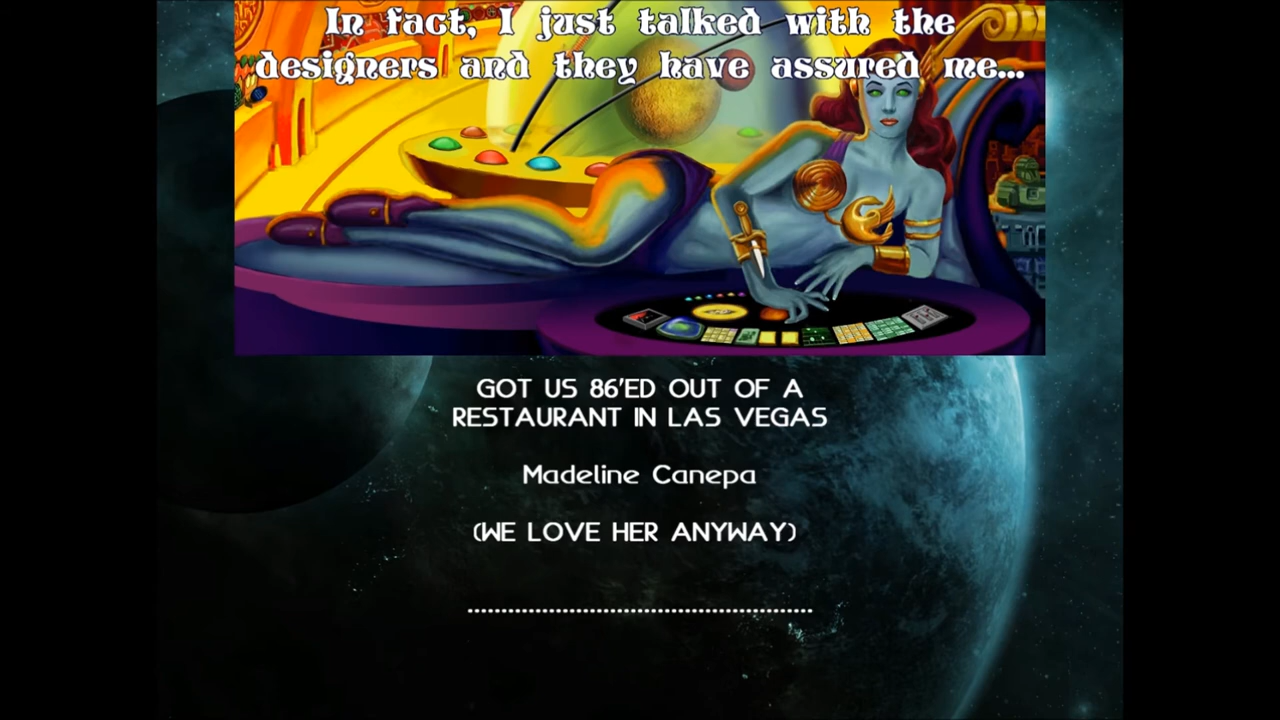 In fact, I just talked with the
designers and they have assured me...
GOT US 86'ED OUT OF A
RESTAURANT IN LAS VEGAS
Madeline Canepa
(WE LOVE HER ANYWAY)